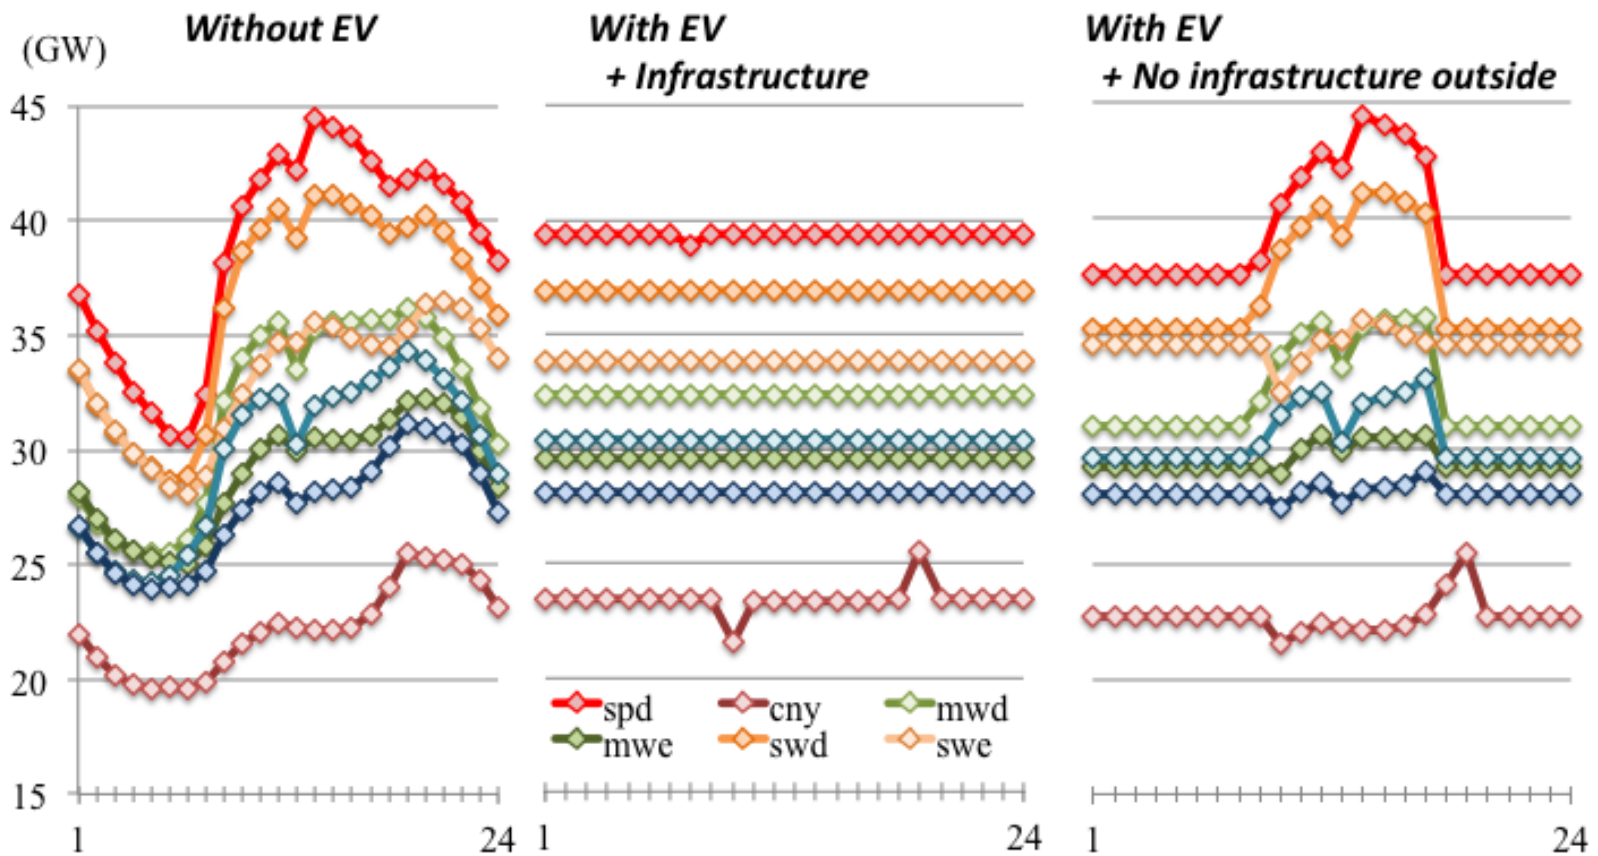 Without EV
With EV
+ Infrastructure
With EV
+ No infrastructure outside
(GW)
45
40
35
30
25
20
15
spd cny mwd
mwe swd swe
1 24 1 24 1 24